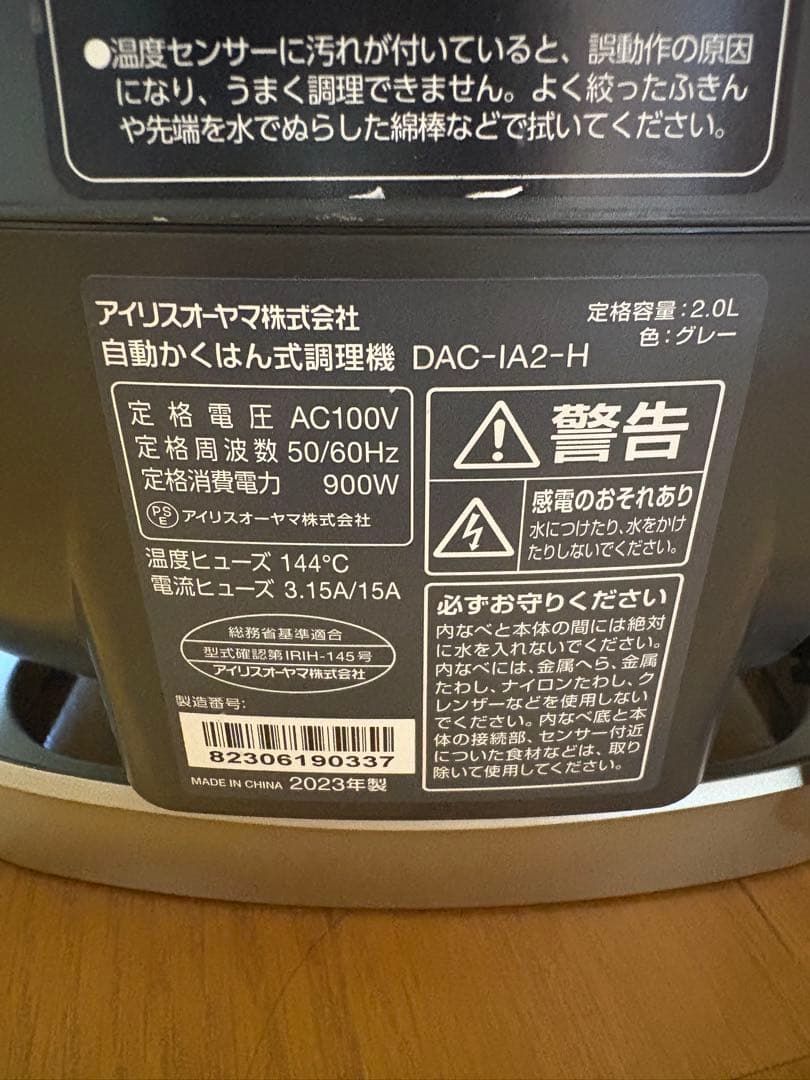 ●温度センサーに汚れが付いていると、誤動作の原因
になり、うまく調理できません。よく絞ったふきん
や先端を水でぬらした綿棒などで拭いてください。
アイリスオーヤマ株式会社
自動かくはん式調理機 DAC-IA2-H
定格容量:2.0L
色:グレー
定格電圧 AC100V
定格周波数 50/60Hz
定格消費電力 900W
PSE アイリスオーヤマ株式会社
温度ヒューズ 144℃
電流ヒューズ 3.15A/15A
総務省基準適合
型式確認第IRIH-145号
アイリスオーヤマ株式会社
製造番号:
82306190337
MADE IN CHINA 2023年製
警告
感電のおそれあり
水につけたり、水をかけ
たりしないでください。
必ずお守りください
内なべと本体の間には絶対
に水を入れないでください。
内なべには、金属へら、金属
たわし、ナイロンたわし、ク
レンザーなどを使用しない
でください。内なべ底と本
体の接続部、センサー付近
についた食材などは、取り
除いて使用してください。